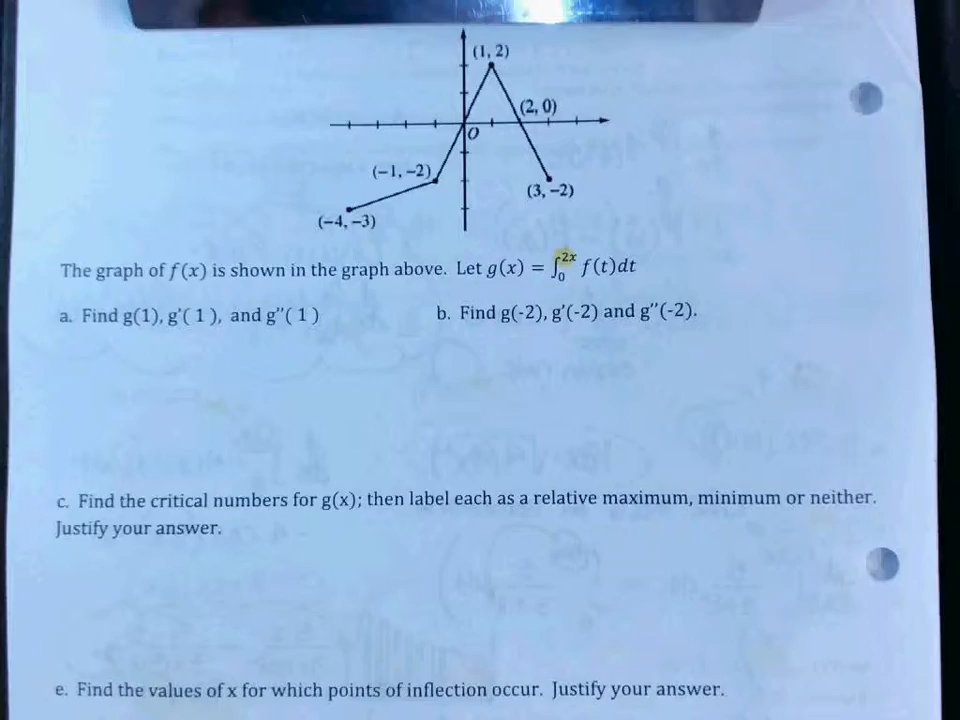 (1, 2)
(2, 0)
O
(−1, −2)
(3, −2)
(−4, −3)
The graph of f(x) is shown in the graph above. Let g(x) = ∫₀²ˣ f(t)dt
a. Find g(1), g'( 1 ), and g''( 1 )
b. Find g(-2), g'(-2) and g''(-2).
c. Find the critical numbers for g(x); then label each as a relative maximum, minimum or neither.
Justify your answer.
e. Find the values of x for which points of inflection occur. Justify your answer.